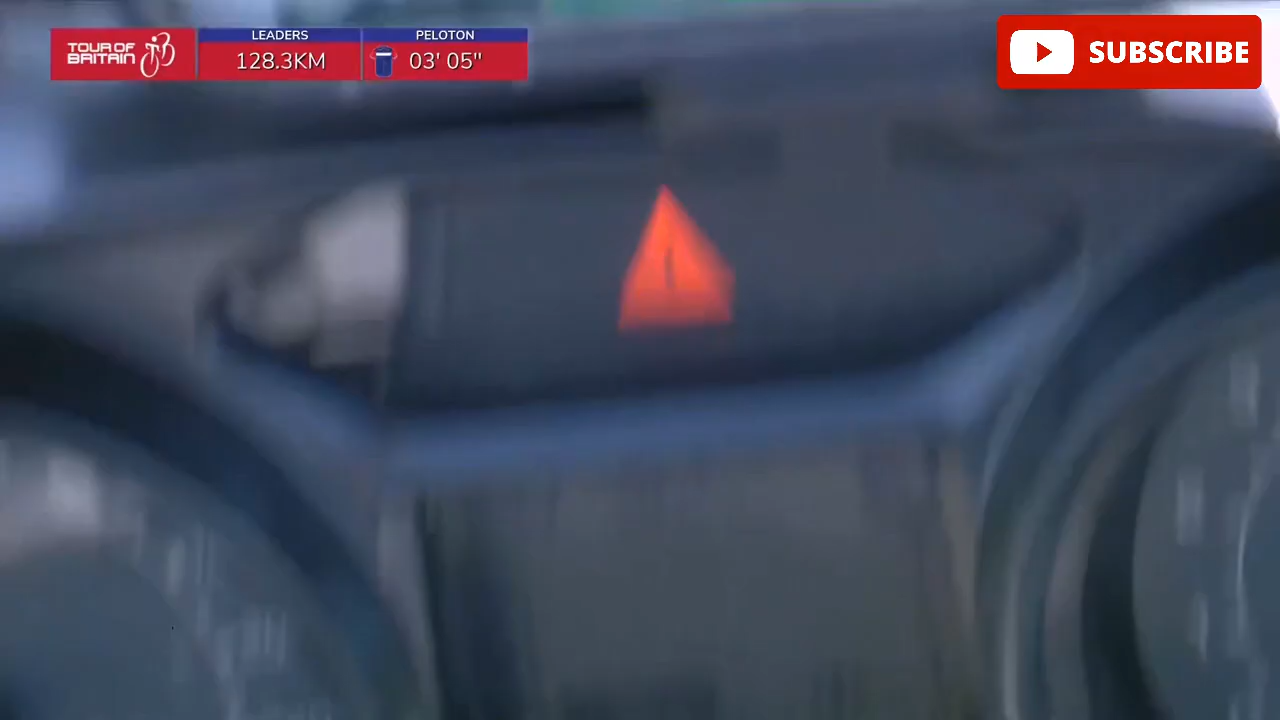 TOUR OF
BRITAIN
LEADERS
128.3KM
PELOTON
03' 05"
SUBSCRIBE